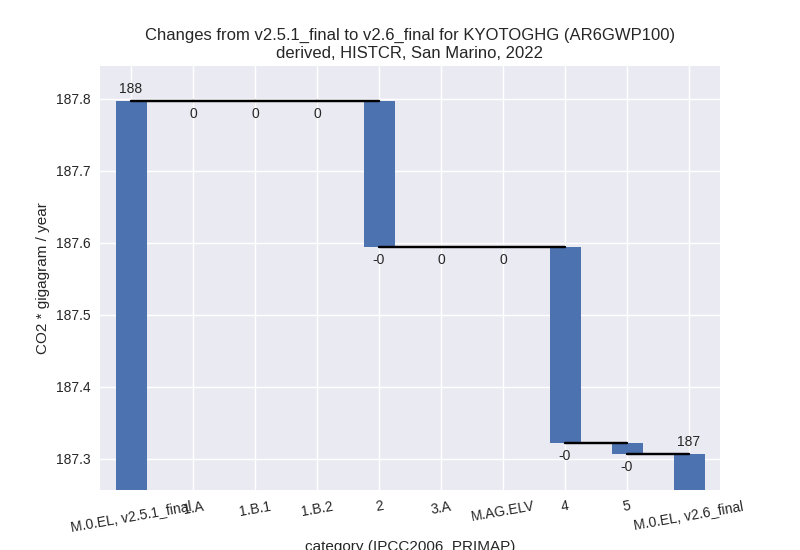 Changes from v2.5.1_final to v2.6_final for KYOTOGHG (AR6GWP100)
derived, HISTCR, San Marino, 2022
188
187.8
0 0 0
187.7
187.6
-0 0 0
187.5
187.4
187
187.3
-0
-0
CO2 * gigagram / year
M.0.EL, v2.5.1_final 1.A 1.B.1 1.B.2 2 3.A M.AG.ELV 4 5 M.0.EL, v2.6_final
category (IPCC2006_PRIMAP)